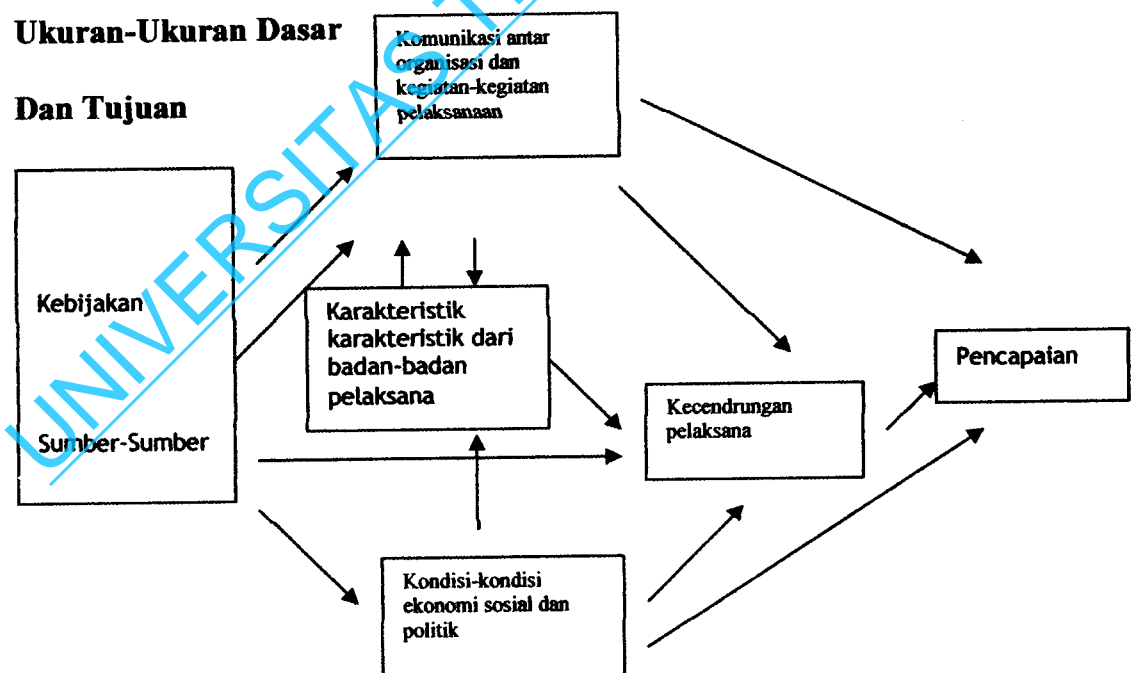 Ukuran-Ukuran Dasar
Dan Tujuan
Komunikasi antar
organisasi dan
kegiatan-kegiatan
pelaksanaan
Kebijakan
Sumber-Sumber
Karakteristik
karakteristik dari
badan-badan
pelaksana
Kecendrungan
pelaksana
Pencapaian
Kondisi-kondisi
ekonomi sosial dan
politik
UNIVERSITAS